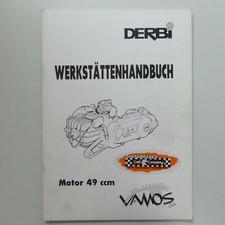 DERBI
WERKSTÄTTENHANDBUCH
Motor 49 ccm
VAMOS